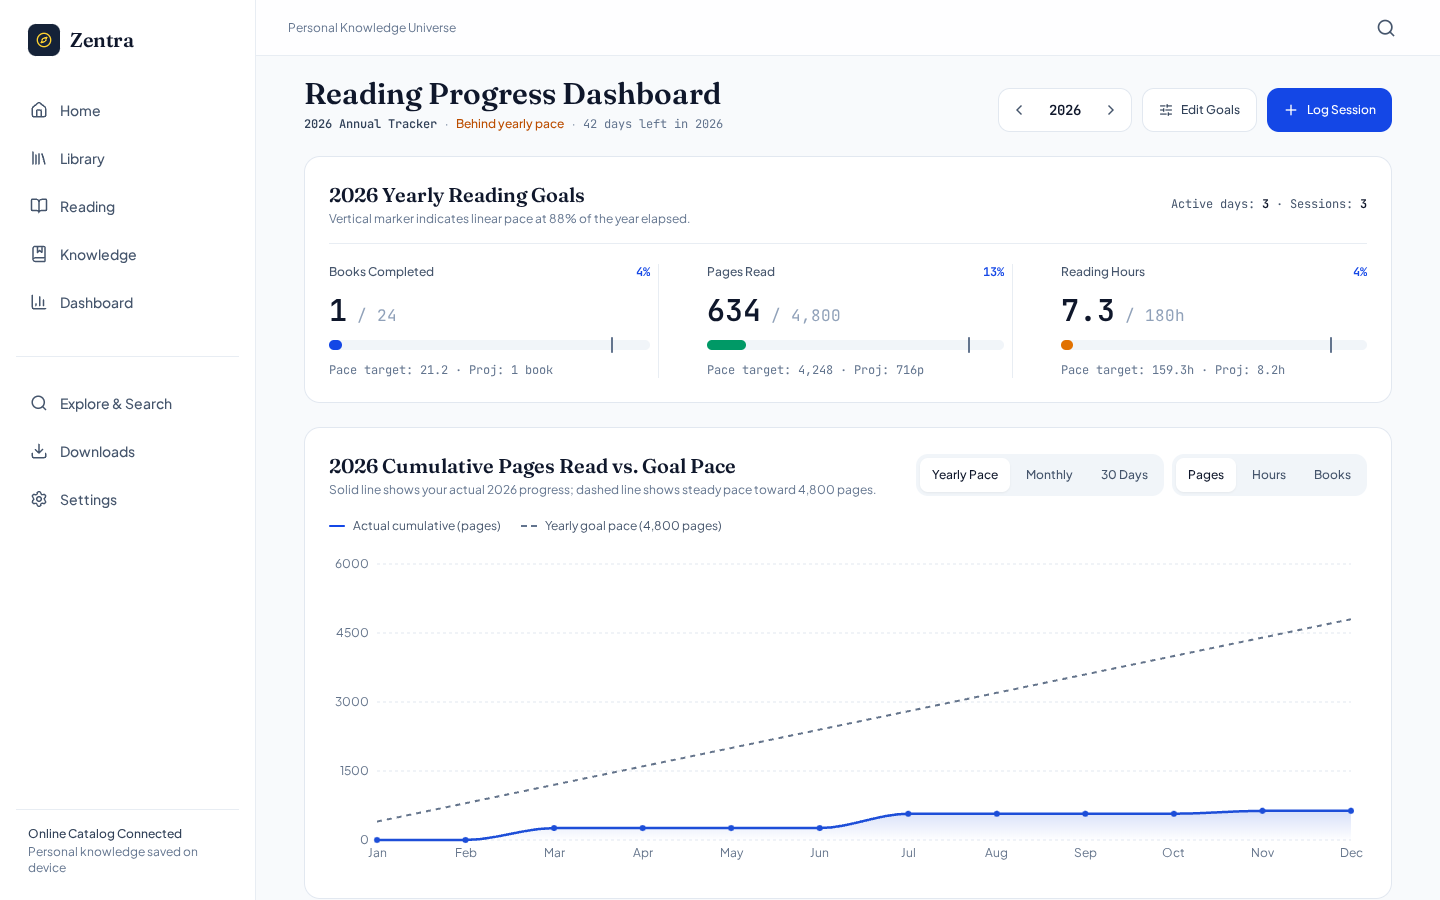 Zentra
Home
Library
Reading
Knowledge
Dashboard
Explore & Search
Downloads
Settings
Online Catalog Connected
Personal knowledge saved on
device
Personal Knowledge Universe
Reading Progress Dashboard
2026 Annual Tracker · Behind yearly pace · 42 days left in 2026
2026
Edit Goals
Log Session
2026 Yearly Reading Goals
Vertical marker indicates linear pace at 88% of the year elapsed.
Active days: 3 · Sessions: 3
Books Completed 4%
1 / 24
Pace target: 21.2 · Proj: 1 book
Pages Read 13%
634 / 4,800
Pace target: 4,248 · Proj: 716p
Reading Hours 4%
7.3 / 180h
Pace target: 159.3h · Proj: 8.2h
2026 Cumulative Pages Read vs. Goal Pace
Solid line shows your actual 2026 progress; dashed line shows steady pace toward 4,800 pages.
Yearly Pace Monthly 30 Days
Pages Hours Books
Actual cumulative (pages) Yearly goal pace (4,800 pages)
6000
4500
3000
1500
0
Jan Feb Mar Apr May Jun Jul Aug Sep Oct Nov Dec